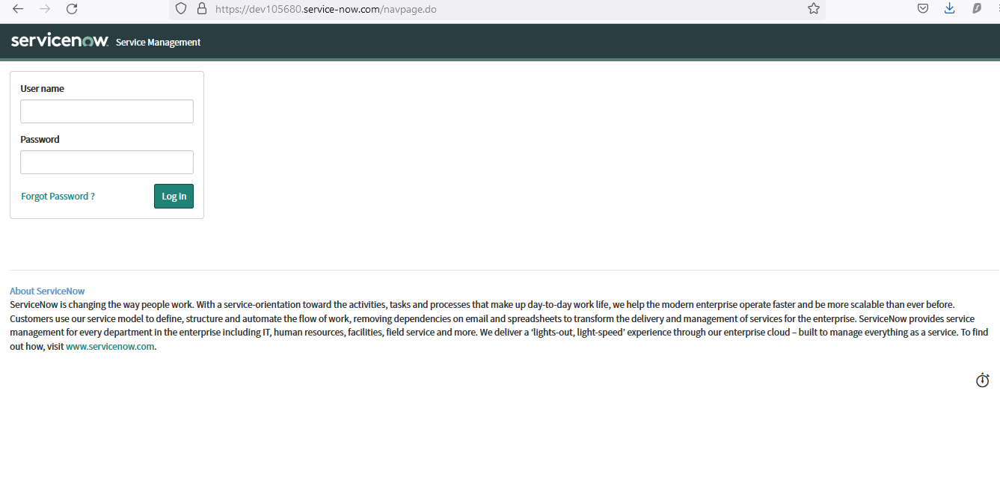 https://dev105680.service-now.com/navpage.do
servicenow Service Management
User name
Password
Forgot Password ? Log in
About ServiceNow
ServiceNow is changing the way people work. With a service-orientation toward the activities, tasks and processes that make up day-to-day work life, we help the modern enterprise operate faster and be more scalable than ever before.
Customers use our service model to define, structure and automate the flow of work, removing dependencies on email and spreadsheets to transform the delivery and management of services for the enterprise. ServiceNow provides service
management for every department in the enterprise including IT, human resources, facilities, field service and more. We deliver a ‘lights-out, light-speed’ experience through our enterprise cloud – built to manage everything as a service. To find
out how, visit www.servicenow.com.